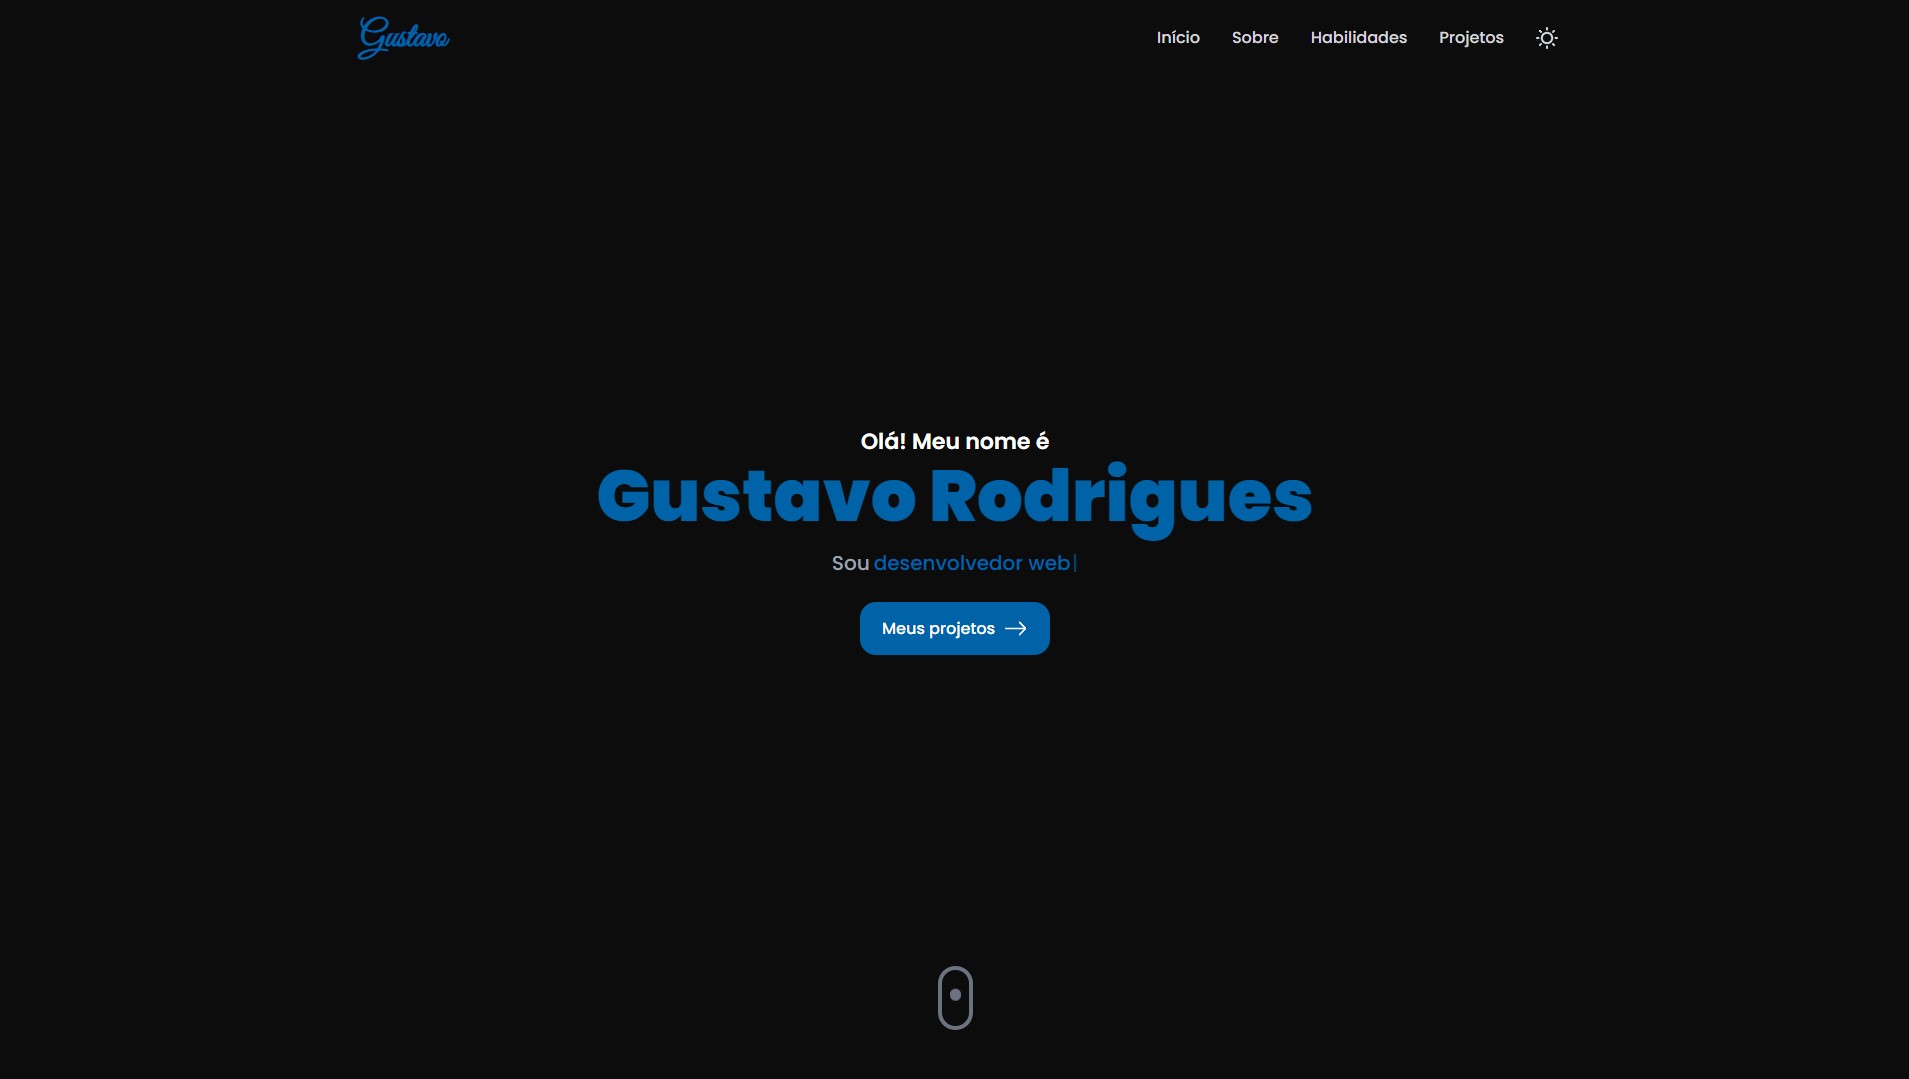 Gustavo
Início Sobre Habilidades Projetos
Olá! Meu nome é
Gustavo Rodrigues
Sou desenvolvedor web|
Meus projetos